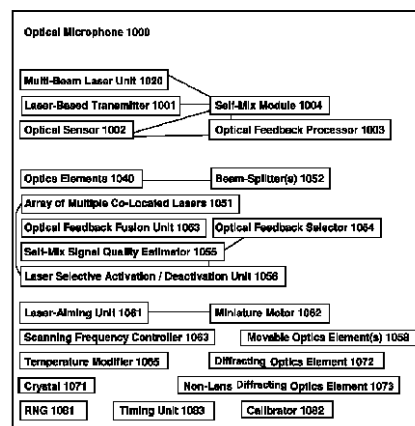 Optical Microphone 1000
Multi-Beam Laser Unit 1020
Laser-Based Transmitter 1001 Self-Mix Module 1004
Optical Sensor 1002 Optical Feedback Processor 1003
Optics Elements 1040 Beam-Splitter(s) 1052
Array of Multiple Co-Located Lasers 1051
Optical Feedback Fusion Unit 1053 Optical Feedback Selector 1054
Self-Mix Signal Quality Estimator 1055
Laser Selective Activation / Deactivation Unit 1056
Laser-Aiming Unit 1061 Miniature Motor 1062
Scanning Frequency Controller 1063 Movable Optics Element(s) 1058
Temperature Modifier 1065 Diffracting Optics Element 1072
Crystal 1071 Non-Lens Diffracting Optics Element 1073
RNG 1081 Timing Unit 1083 Calibrator 1082